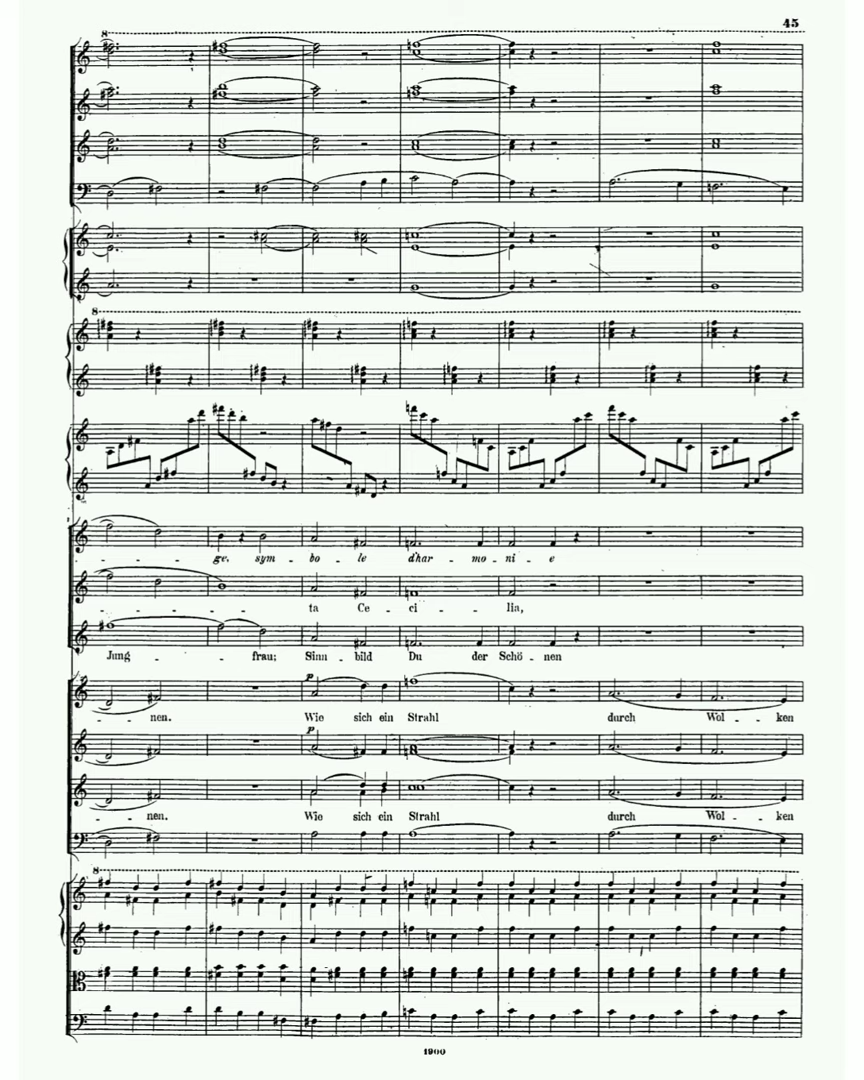 45
8
8
- - - ge. sym - bo - le d'har - mo - ni - e
- - - - - - ta Ce - ci - lia,
Jung - - frau; Sinn - bild Du der Schö - nen
p
- - - nen. Wie sich ein Strahl durch Wol - - ken
p
- - - nen. Wie sich ein Strahl durch Wol - - ken
8
1900